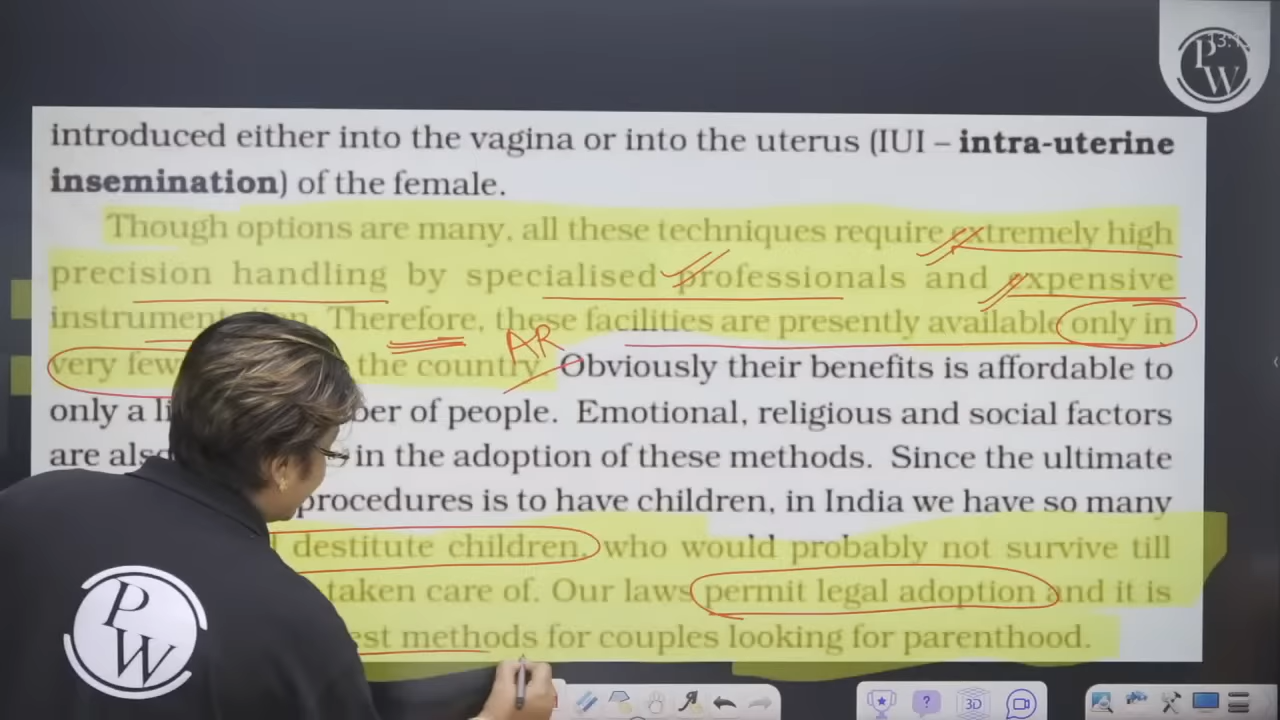 PW
introduced either into the vagina or into the uterus (IUI – intra-uterine
insemination) of the female.
Though options are many, all these techniques require extremely high
precision handling by specialised professionals and expensive
Therefore, these facilities are presently available only in
AR
very few the country. Obviously their benefits is affordable to
only a of people. Emotional, religious and social factors
are in the adoption of these methods. Since the ultimate
procedures is to have children, in India we have so many
destitute children, who would probably not survive till
taken care of. Our laws permit legal adoption and it is
methods for couples looking for parenthood.
PW
3D